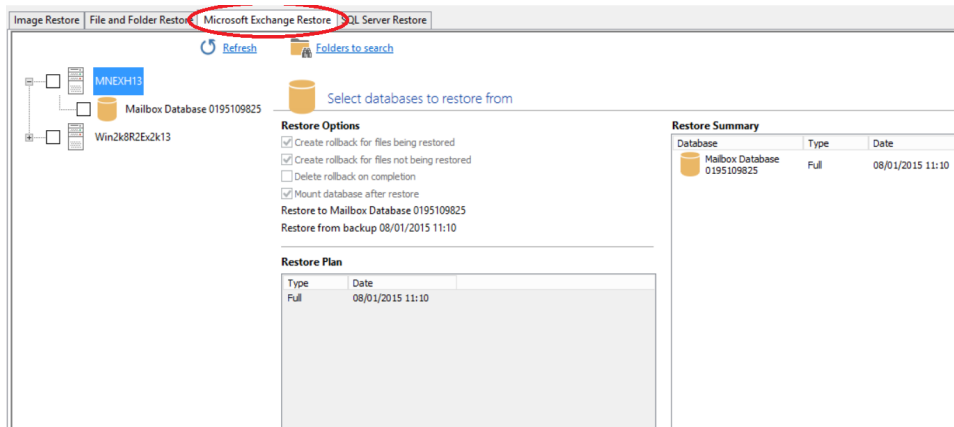 Image Restore File and Folder Restore Microsoft Exchange Restore SQL Server Restore
Refresh Folders to search
MNEXH13
Mailbox Database 0195109825
Win2k8R2Ex2k13
Select databases to restore from
Restore Options
Create rollback for files being restored
Create rollback for files not being restored
Delete rollback on completion
Mount database after restore
Restore to Mailbox Database 0195109825
Restore from backup 08/01/2015 11:10
Restore Plan
Type Date
Full 08/01/2015 11:10
Restore Summary
Database Type Date
Mailbox Database
0195109825 Full 08/01/2015 11:10